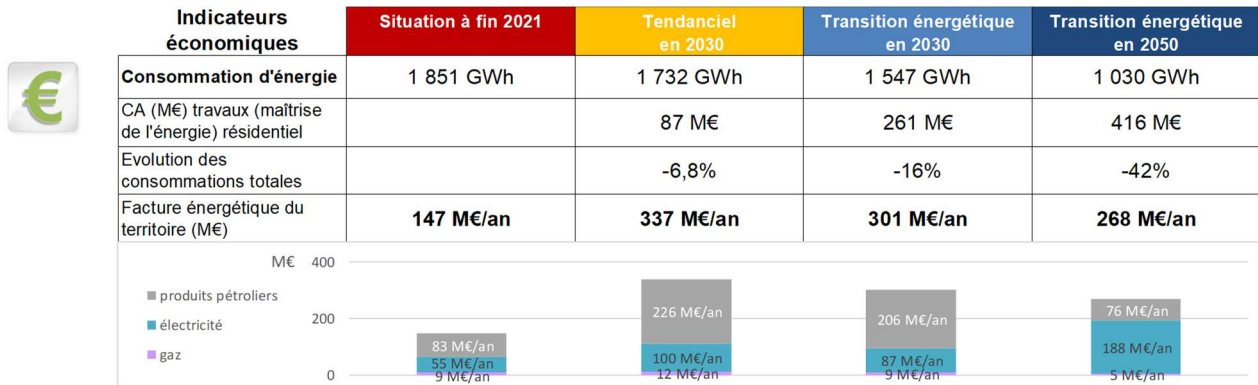 Indicateurs économiques
Situation à fin 2021
Tendanciel en 2030
Transition énergétique en 2030
Transition énergétique en 2050
€
Consommation d'énergie
1 851 GWh
1 732 GWh
1 547 GWh
1 030 GWh
CA (M€) travaux (maîtrise de l'énergie) résidentiel
87 M€
261 M€
416 M€
Evolution des consommations totales
-6,8%
-16%
-42%
Facture énergétique du territoire (M€)
147 M€/an
337 M€/an
301 M€/an
268 M€/an
M€
400
200
0
produits pétroliers
électricité
gaz
83 M€/an
55 M€/an
9 M€/an
226 M€/an
100 M€/an
12 M€/an
206 M€/an
87 M€/an
9 M€/an
76 M€/an
188 M€/an
5 M€/an